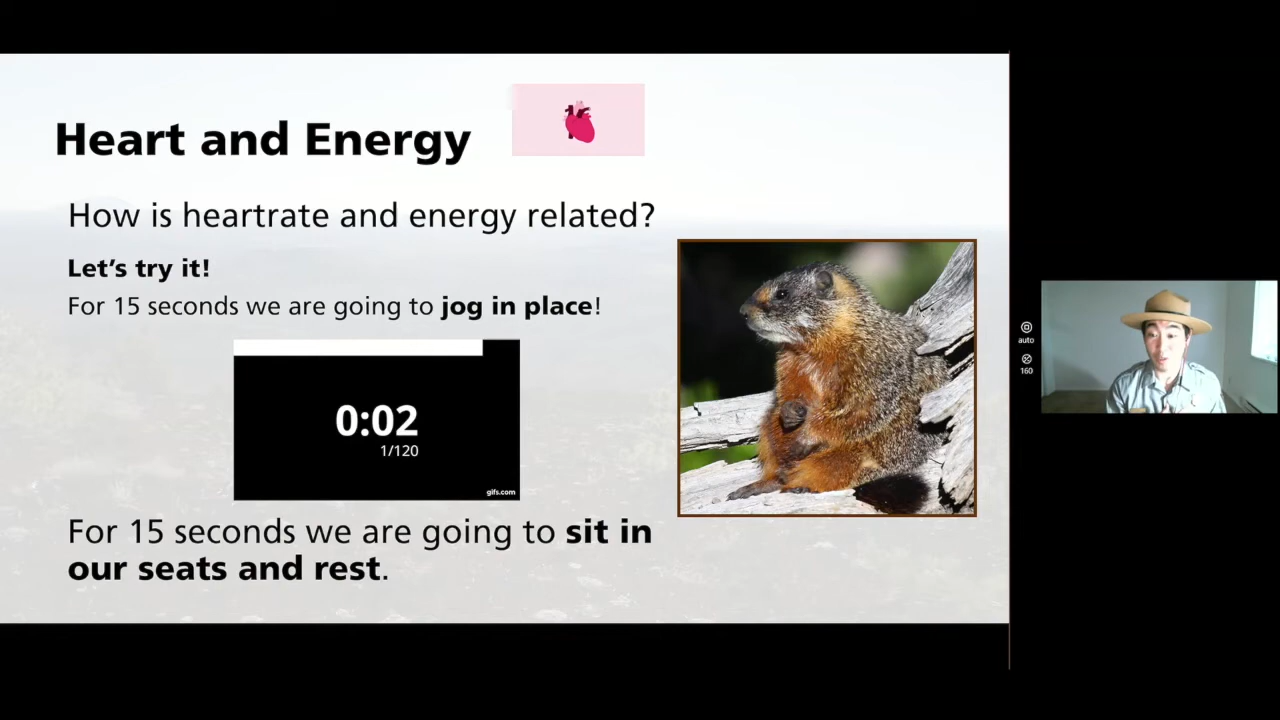 Heart and Energy
How is heartrate and energy related?
Let's try it!
For 15 seconds we are going to jog in place!
0:02
1/120
gifs.com
For 15 seconds we are going to sit in
our seats and rest.
auto
160